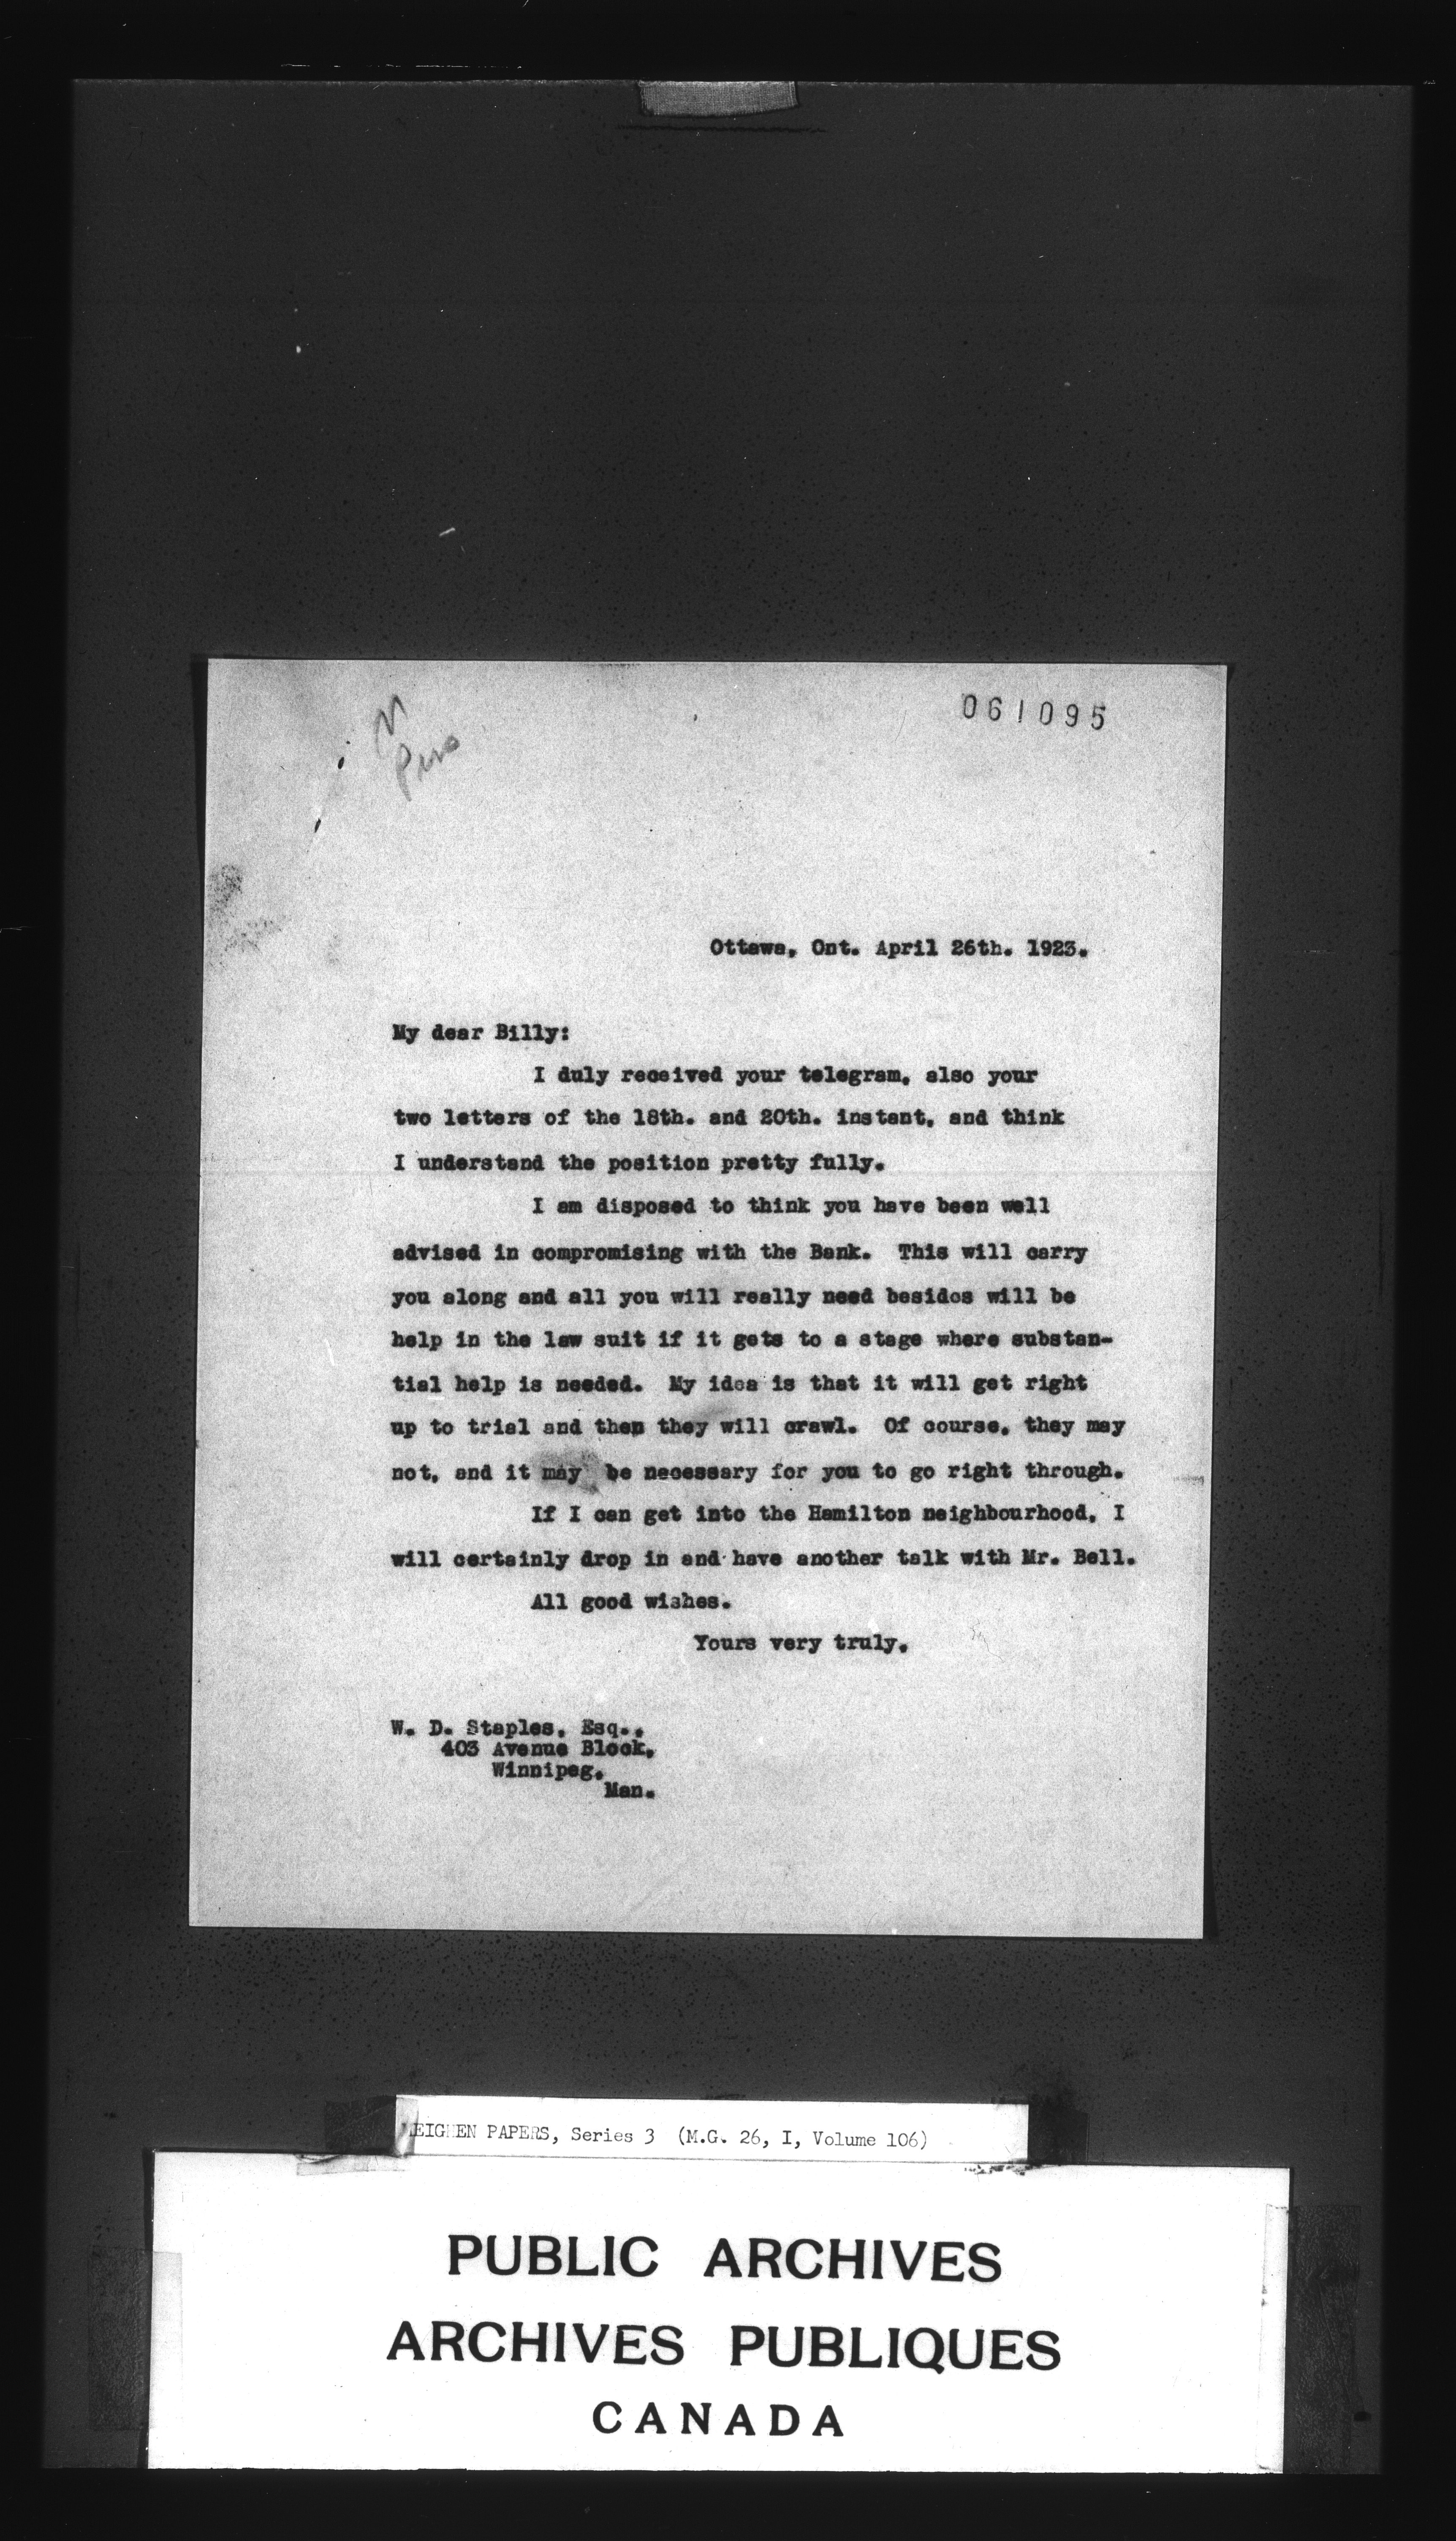 061095
Ottawa, Ont. April 26th. 1923.
My dear Billy:
I duly received your telegram, also your
two letters of the 18th. and 20th. instant, and think
I understand the position pretty fully.
I am disposed to think you have been well
advised in compromising with the Bank. This will carry
you along and all you will really need besides will be
help in the law suit if it gets to a stage where substan-
tial help is needed. My idea is that it will get right
up to trial and then they will crawl. Of course, they may
not, and it may be necessary for you to go right through.
If I can get into the Hamilton neighbourhood, I
will certainly drop in and have another talk with Mr. Bell.
All good wishes.
Yours very truly,
W. D. Staples, Esq.,
403 Avenue Block,
Winnipeg,
Man.
MEIGHEN PAPERS, Series 3 (M.G. 26, I, Volume 106)
PUBLIC ARCHIVES
ARCHIVES PUBLIQUES
CANADA